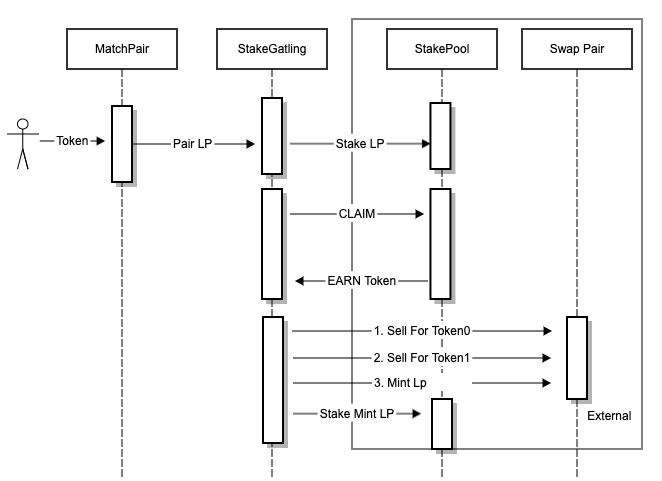 MatchPair
StakeGatling
StakePool
Swap Pair
Token
Pair LP
Stake LP
CLAIM
EARN Token
1. Sell For Token0
2. Sell For Token1
3. Mint Lp
Stake Mint LP
External